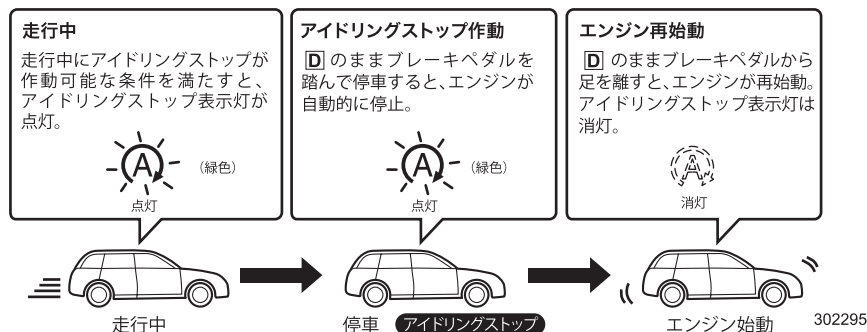 走行中
走行中にアイドリングストップが
作動可能な条件を満たすと、
アイドリングストップ表示灯が
点灯。
A
（緑色）
点灯
アイドリングストップ作動
D のままブレーキペダルを
踏んで停車すると、エンジンが
自動的に停止。
A
（緑色）
点灯
エンジン再始動
D のままブレーキペダルから
足を離すと、エンジンが再始動。
アイドリングストップ表示灯は
消灯。
A
消灯
走行中
停車 アイドリングストップ
エンジン始動
302295